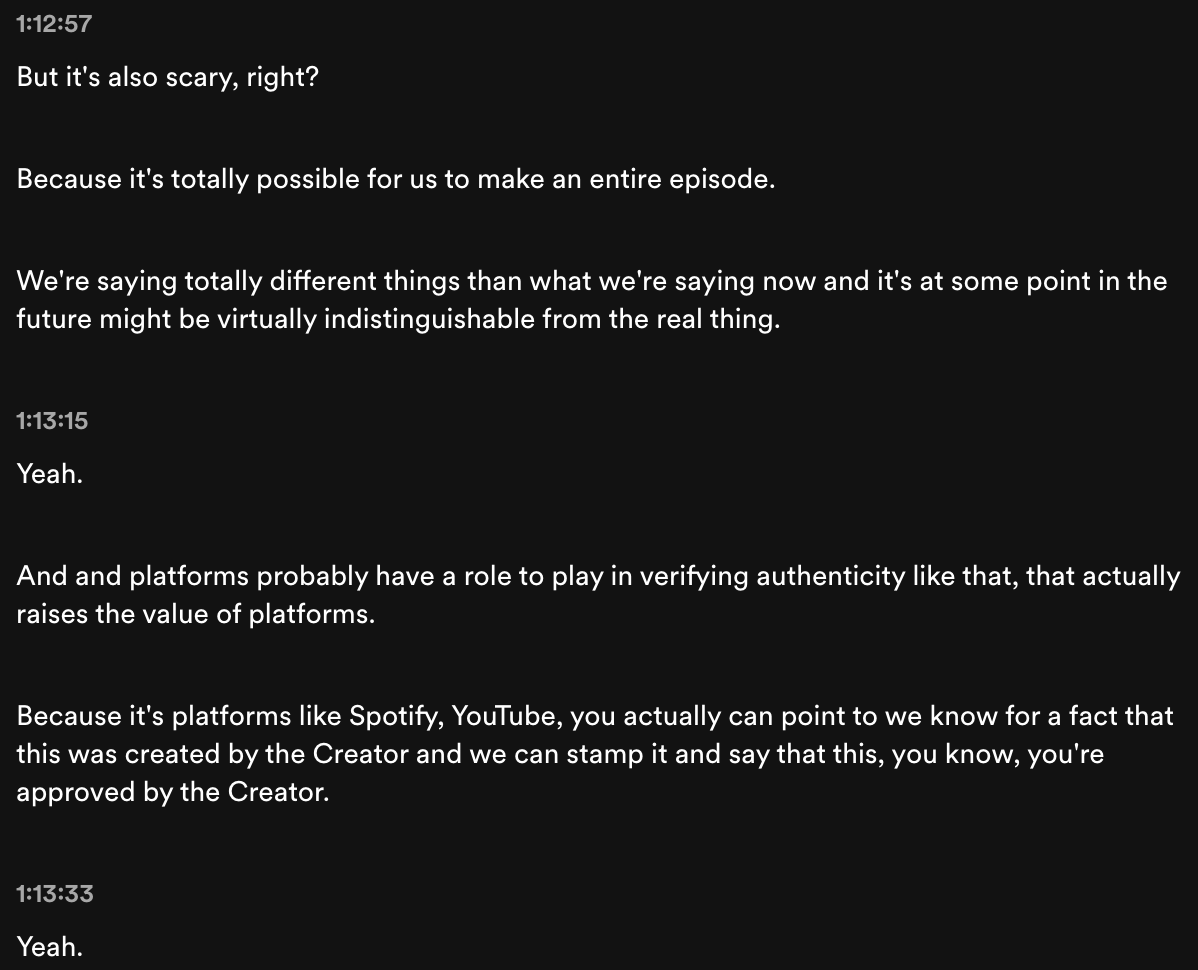 1:12:57
But it's also scary, right?
Because it's totally possible for us to make an entire episode.
We're saying totally different things than what we're saying now and it's at some point in the
future might be virtually indistinguishable from the real thing.
1:13:15
Yeah.
And and platforms probably have a role to play in verifying authenticity like that, that actually
raises the value of platforms.
Because it's platforms like Spotify, YouTube, you actually can point to we know for a fact that
this was created by the Creator and we can stamp it and say that this, you know, you're
approved by the Creator.
1:13:33
Yeah.